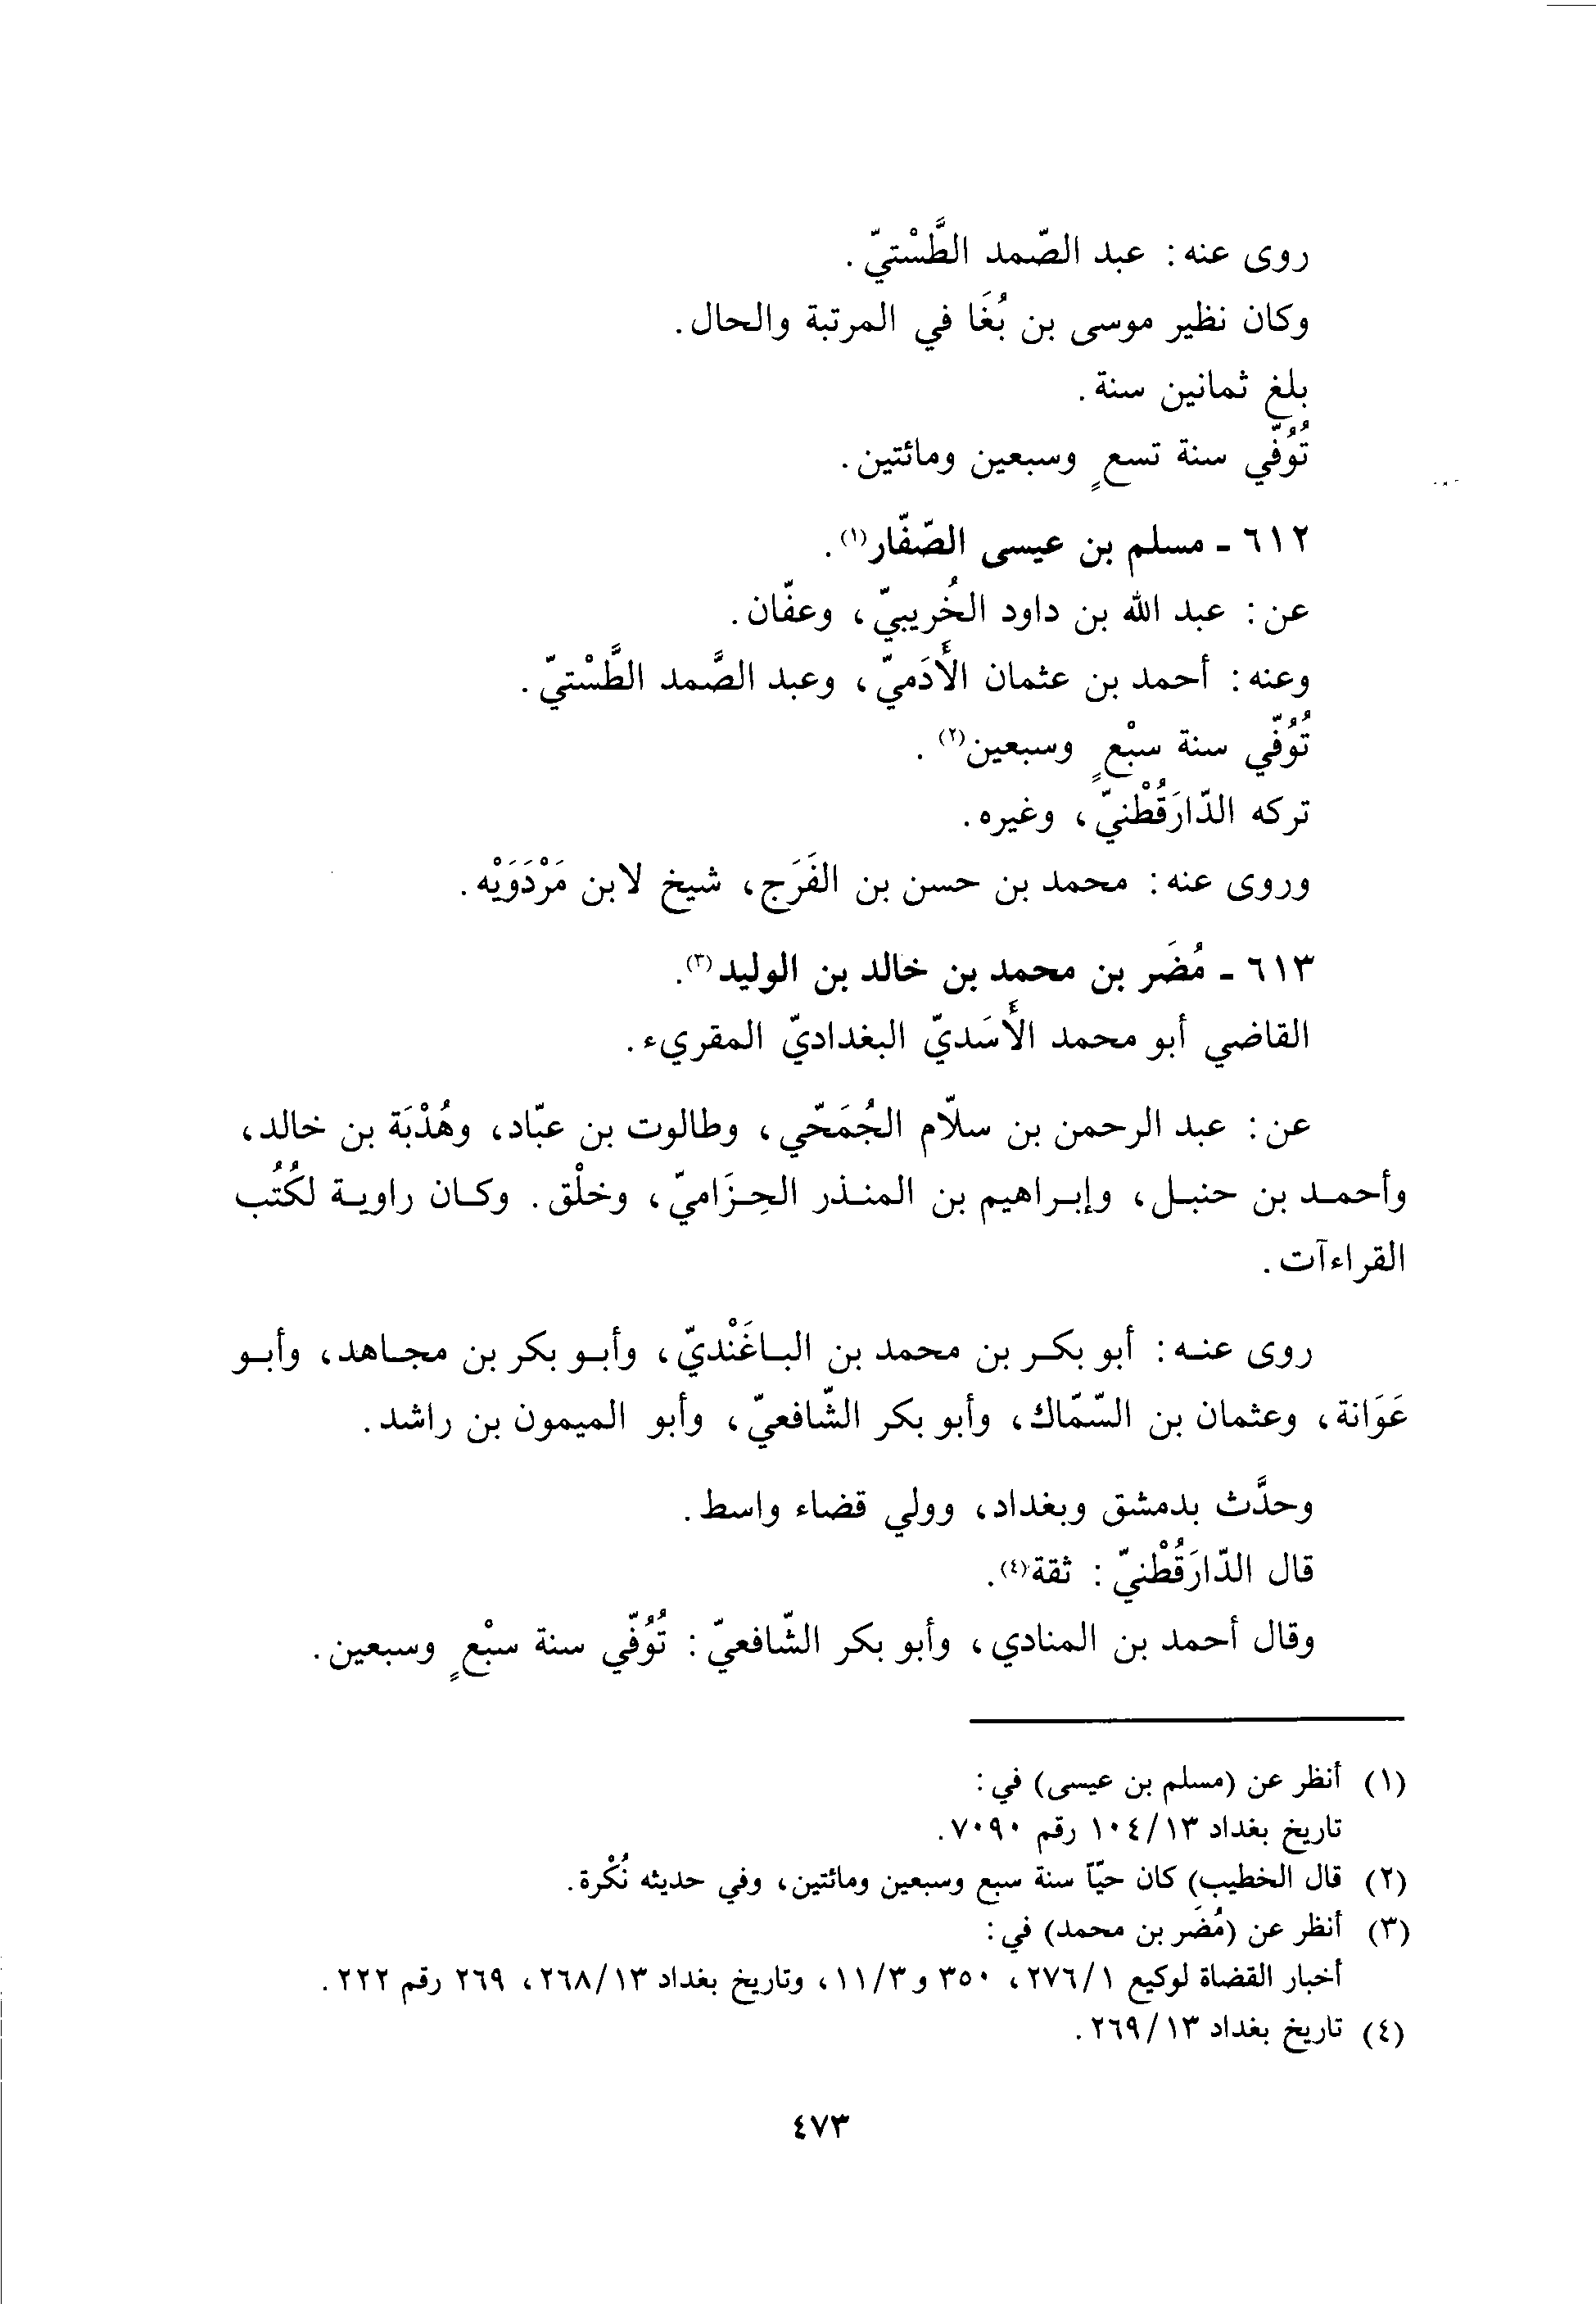 روى عنه: عبد الصّمد الطَّسْتيّ.
وكان نظير موسى بن بُغَا في المرتبة والحال.
بلغ ثمانين سنة.
تُوُفّي سنة تسعٍ وسبعين ومائتين.
٦١٢ - مسلم بن عيسى الصّفّار(١).
عن: عبد الله بن داود الخُريبيّ، وعفّان.
وعنه: أحمد بن عثمان الأَدَميّ، وعبد الصَّمد الطَّسْتيّ.
تُوُفّي سنة سبْعٍ وسبعين(٢).
تركه الدّارَقُطْنيّ، وغيره.
وروى عنه: محمد بن حسن بن الفَرَج، شيخ لابن مَرْدَوَيْه.
٦١٣ - مُضَر بن محمد بن خالد بن الوليد(٣).
القاضي أبو محمد الأَسَديّ البغداديّ المقريء.
عن: عبد الرحمن بن سلّام الجُمَحّي، وطالوت بن عبّاد، وهُدْبَة بن خالد،
وأحمد بن حنبل، وإبراهيم بن المنذر الحِزَاميّ، وخلْق. وكان راوية لكُتُب
القراءآت.
روى عنه: أبو بكر بن محمد بن الباغَنْديّ، وأبو بكر بن مجاهد، وأبو
عَوَانة، وعثمان بن السّمّاك، وأبو بكر الشّافعيّ، وأبو الميمون بن راشد.
وحدَّث بدمشق وبغداد، وولي قضاء واسط.
قال الدّارَقُطْنيّ: ثقة(٤).
وقال أحمد بن المنادي، وأبو بكر الشّافعيّ: تُوُفّي سنة سبْعٍ وسبعين.
(١) أنظر عن (مسلم بن عيسى) في:
تاريخ بغداد ١٠٤/١٣ رقم ٧٠٩٠.
(٢) قال الخطيب) كان حيّاً سنة سبع وسبعين ومائتين، وفي حديثه نُكْرة.
(٣) أنظر عن (مُضَر بن محمد) في:
أخبار القضاة لوكيع ٢٧٦/١، ٣٥٠ و ١١/٣، وتاريخ بغداد ٢٦٨/١٣، ٢٦٩ رقم ٢٢٢.
(٤) تاريخ بغداد ٢٦٩/١٣.
٤٧٣